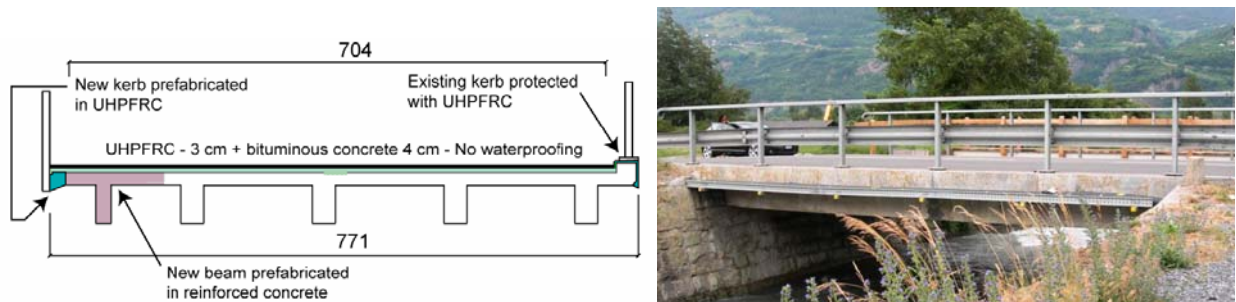 704
New kerb prefabricated
in UHPFRC
Existing kerb protected
with UHPFRC
UHPFRC - 3 cm + bituminous concrete 4 cm - No waterproofing
771
New beam prefabricated
in reinforced concrete